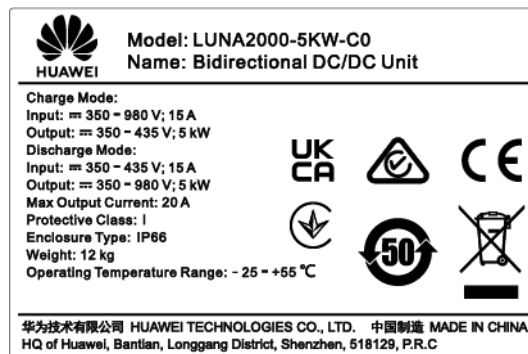 HUAWEI
Model: LUNA2000-5KW-C0
Name: Bidirectional DC/DC Unit
Charge Mode:
Input: ⎓ 350 – 980 V; 15 A
Output: ⎓ 350 – 435 V; 5 kW
Discharge Mode:
Input: ⎓ 350 – 435 V; 15 A
Output: ⎓ 350 – 980 V; 5 kW
Max Output Current: 20 A
Protective Class: I
Enclosure Type: IP66
Weight: 12 kg
Operating Temperature Range: - 25 – +55 ℃
UK
CA
CE
50
华为技术有限公司 HUAWEI TECHNOLOGIES CO., LTD. 中国制造 MADE IN CHINA
HQ of Huawei, Bantian, Longgang District, Shenzhen, 518129, P.R.C